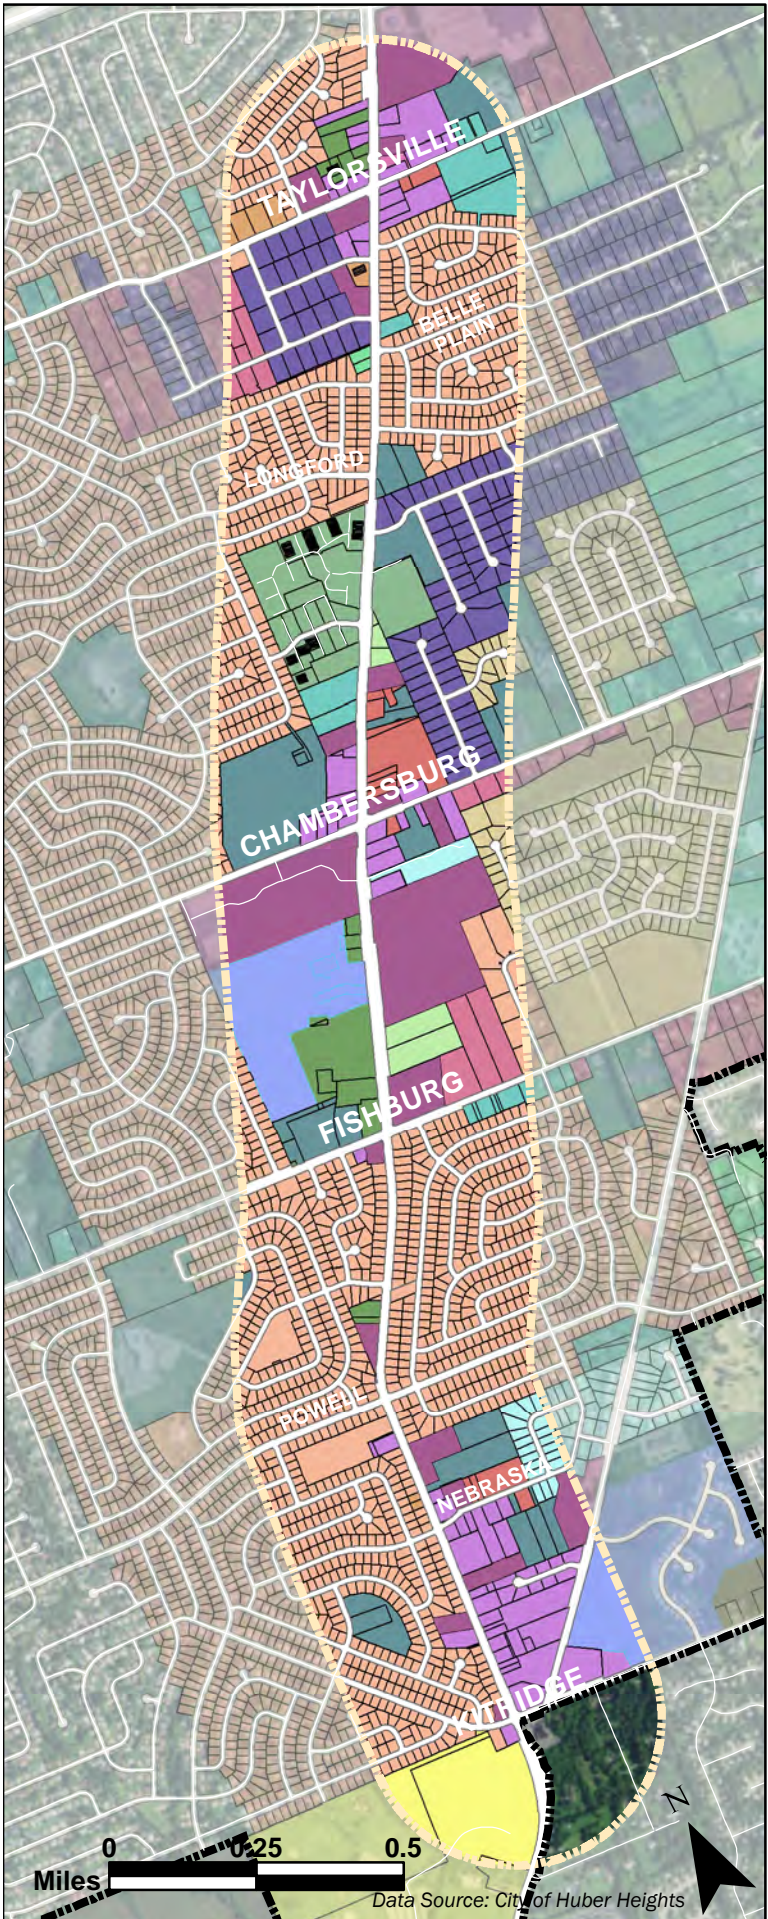 TAYLORSVILLE
BELLE
PLAIN
LONGFORD
CHAMBERSBURG
FISHBURG
POWELL
NEBRASKA
KITRIDGE
N
0 0.25 0.5
Miles
Data Source: City of Huber Heights